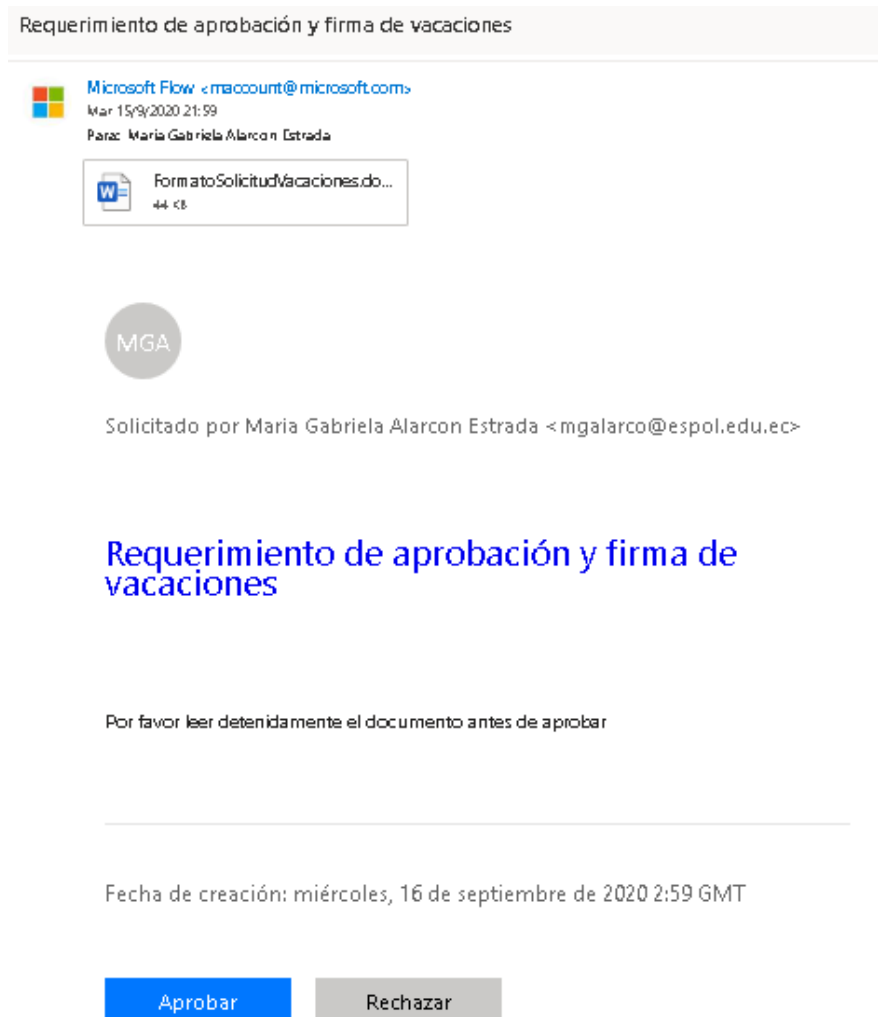 Requerimiento de aprobación y firma de vacaciones
Microsoft Flow <maccount@microsoft.com>
Mar 15/9/2020 21:59
Para: Maria Gabriela Alarcon Estrada
FormatoSolicitudVacaciones.do...
44 KB
MGA
Solicitado por Maria Gabriela Alarcon Estrada <mgalarco@espol.edu.ec>
Requerimiento de aprobación y firma de
vacaciones
Por favor leer detenidamente el documento antes de aprobar
Fecha de creación: miércoles, 16 de septiembre de 2020 2:59 GMT
Aprobar
Rechazar